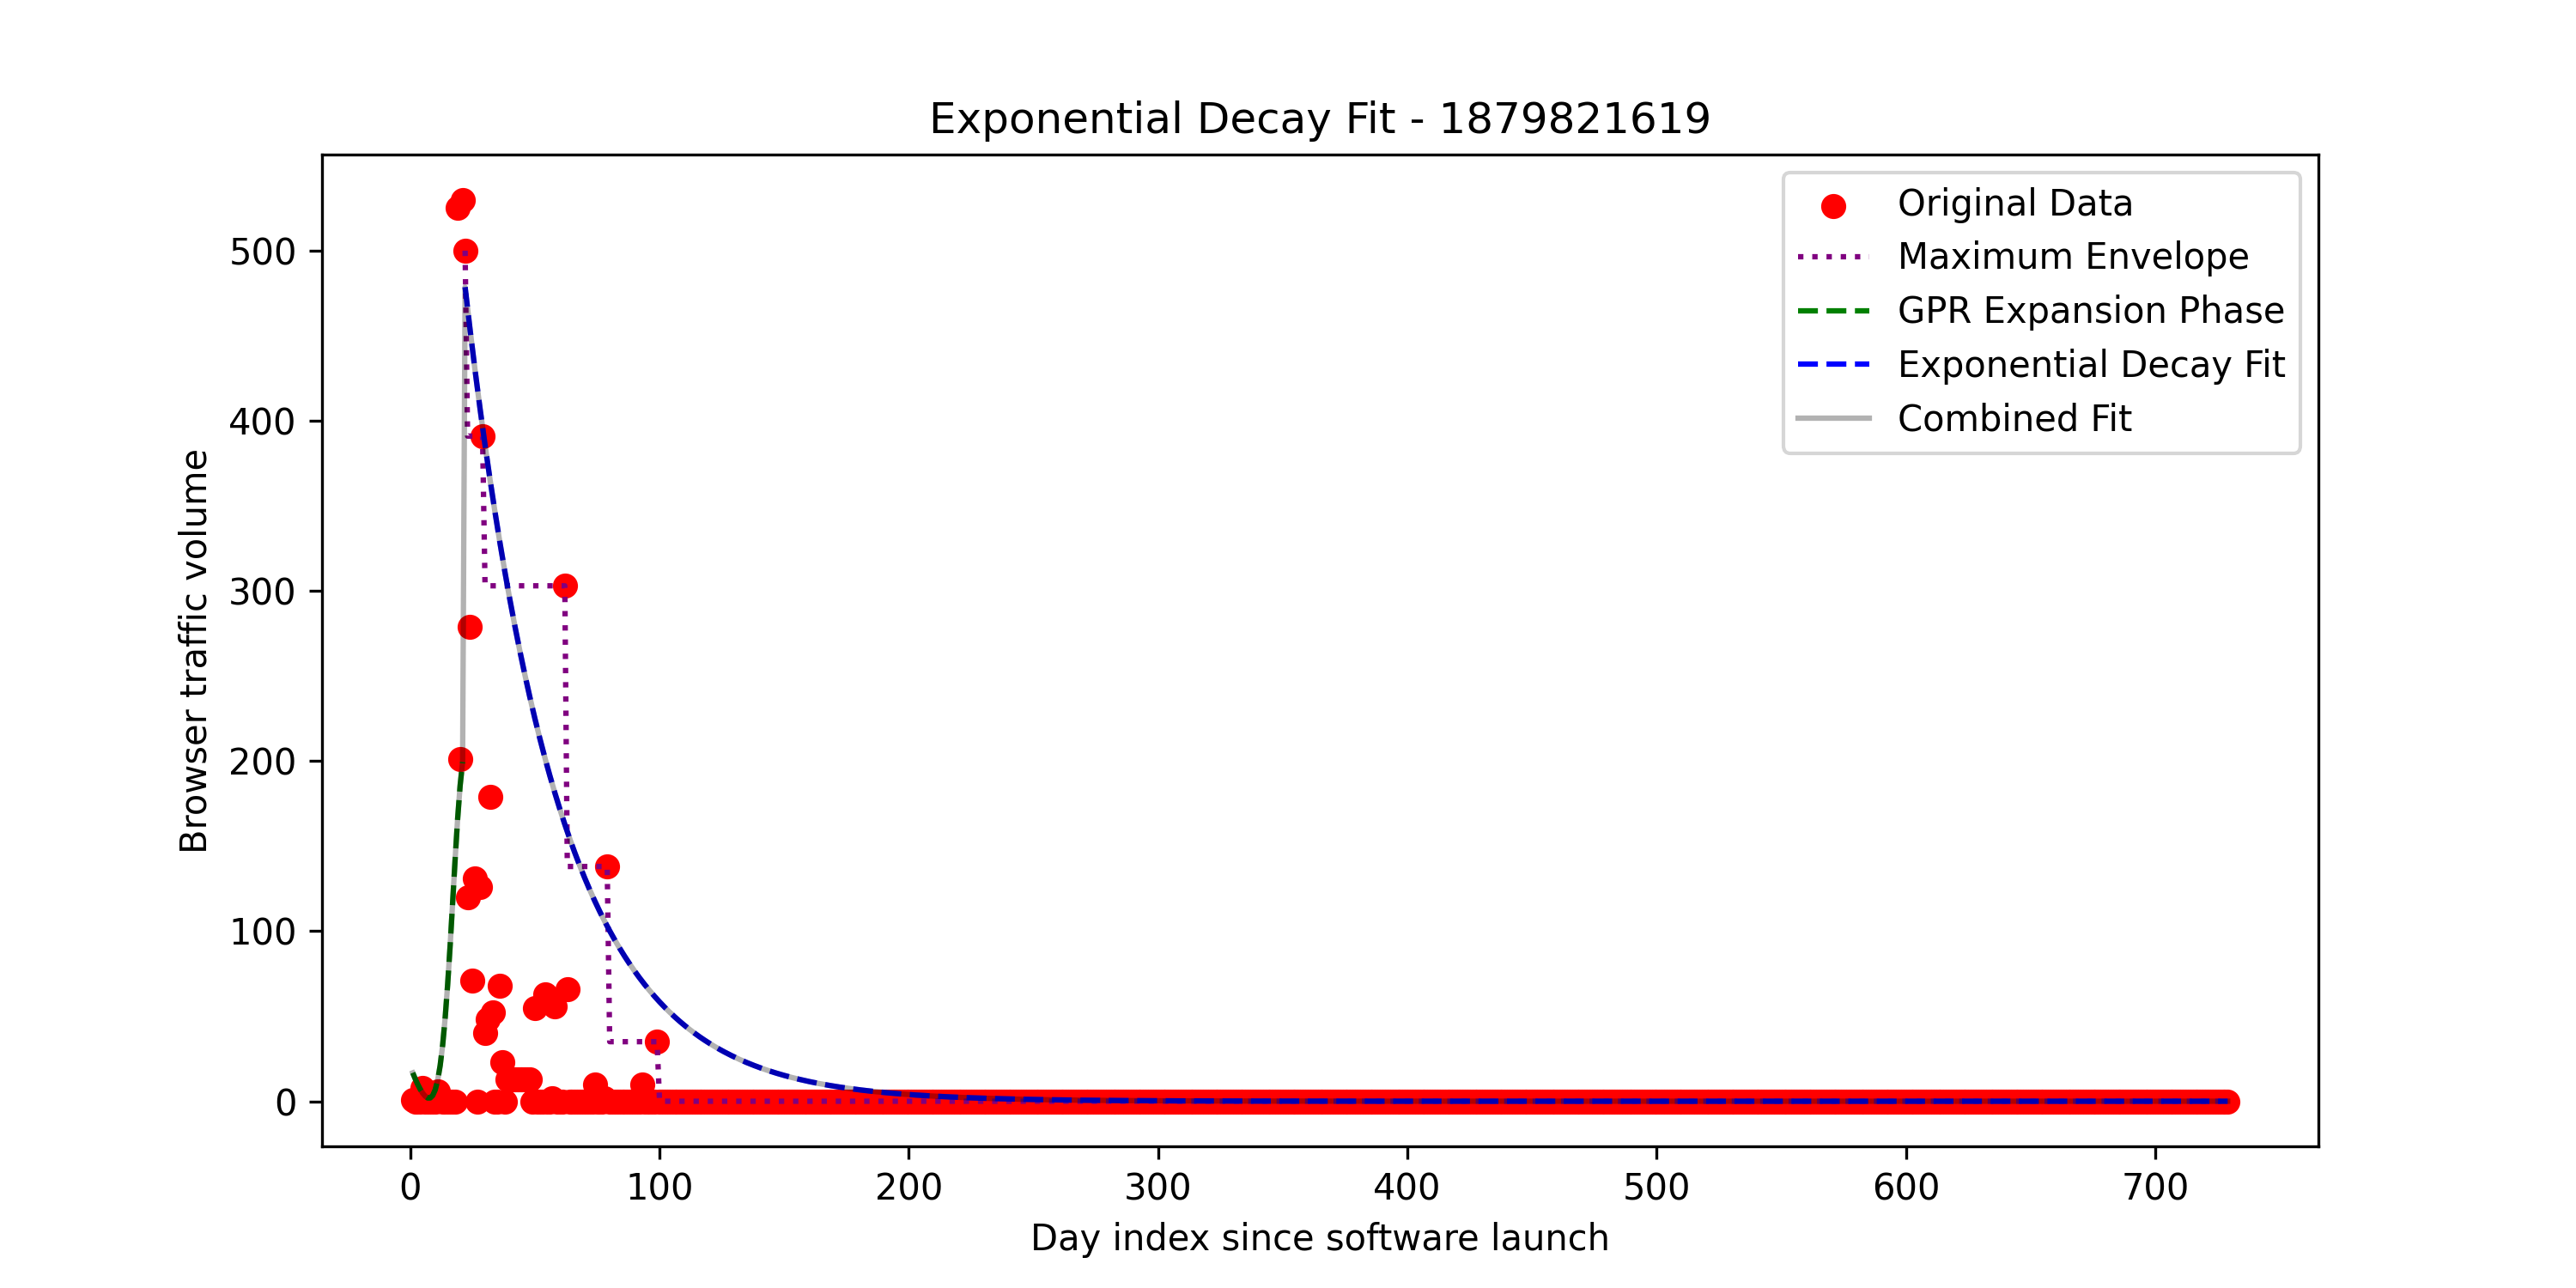 Exponential Decay Fit - 1879821619
Original Data
Maximum Envelope
GPR Expansion Phase
Exponential Decay Fit
Combined Fit
Browser traffic volume
500
400
300
200
100
0
0 100 200 300 400 500 600 700
Day index since software launch